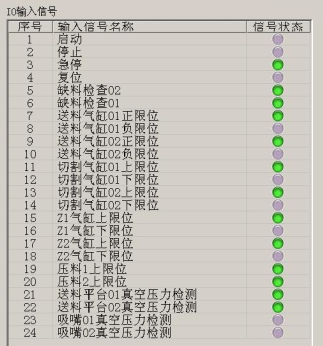 IO输入信号
序号 输入信号名称 信号状态
1 启动
2 停止
3 急停
4 复位
5 缺料检查02
6 缺料检查01
7 送料气缸01正限位
8 送料气缸01负限位
9 送料气缸02正限位
10 送料气缸02负限位
11 切割气缸01上限位
12 切割气缸01下限位
13 切割气缸02上限位
14 切割气缸02下限位
15 Z1气缸上限位
16 Z1气缸下限位
17 Z2气缸上限位
18 Z2气缸下限位
19 压料1上限位
20 压料2上限位
21 送料平台01真空压力检测
22 送料平台02真空压力检测
23 吸嘴01真空压力检测
24 吸嘴02真空压力检测